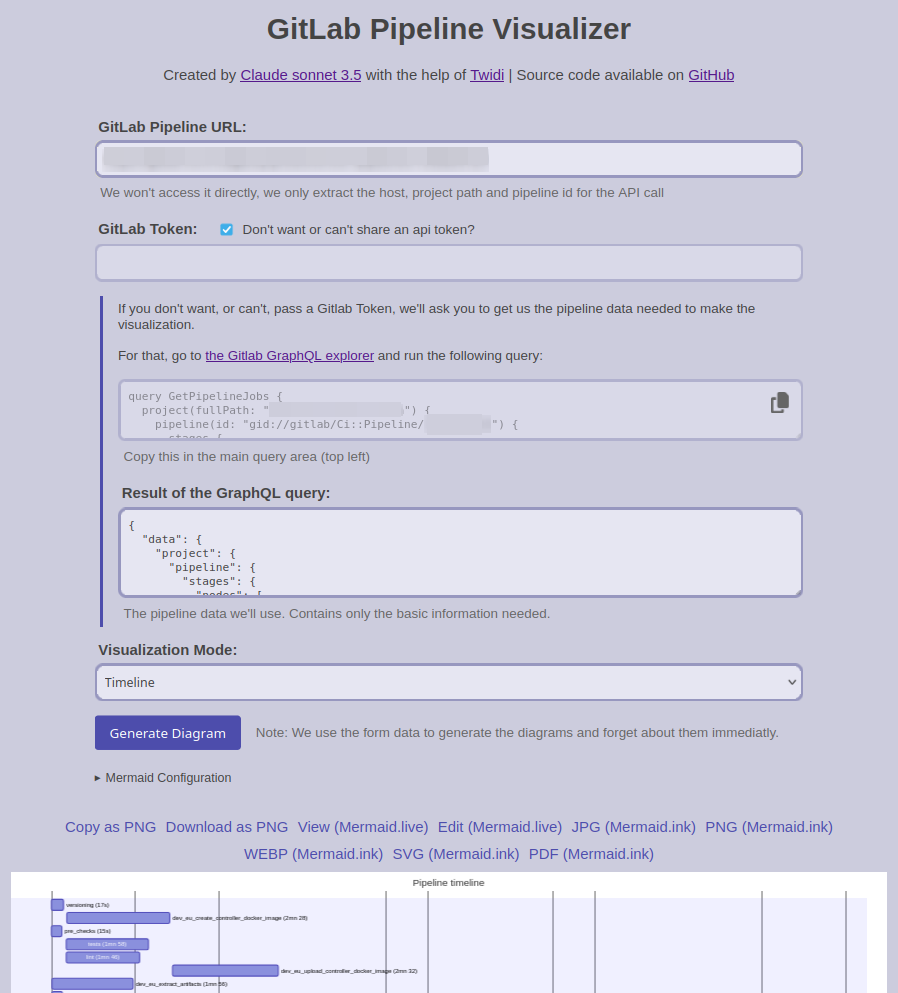 GitLab Pipeline Visualizer
Created by Claude sonnet 3.5 with the help of Twidi | Source code available on GitHub
GitLab Pipeline URL:
We won't access it directly, we only extract the host, project path and pipeline id for the API call
GitLab Token: Don't want or can't share an api token?
If you don't want, or can't, pass a Gitlab Token, we'll ask you to get us the pipeline data needed to make the
visualization.
For that, go to the Gitlab GraphQL explorer and run the following query:
query GetPipelineJobs {
project(fullPath: " ") {
pipeline(id: "gid://gitlab/Ci::Pipeline/ ") {
stages {
Copy this in the main query area (top left)
Result of the GraphQL query:
{
"data": {
"project": {
"pipeline": {
"stages": {
"nodes": [
The pipeline data we'll use. Contains only the basic information needed.
Visualization Mode:
Timeline
Generate Diagram Note: We use the form data to generate the diagrams and forget about them immediatly.
▸ Mermaid Configuration
Copy as PNG Download as PNG View (Mermaid.live) Edit (Mermaid.live) JPG (Mermaid.ink) PNG (Mermaid.ink)
WEBP (Mermaid.ink) SVG (Mermaid.ink) PDF (Mermaid.ink)
Pipeline timeline
versioning (17s)
dev_eu_create_controller_docker_image (2mn 28)
pre_checks (15s)
tests (1mn 58)
lint (1mn 46)
dev_eu_upload_controller_docker_image (2mn 32)
dev_eu_extract_artifacts (1mn 56)